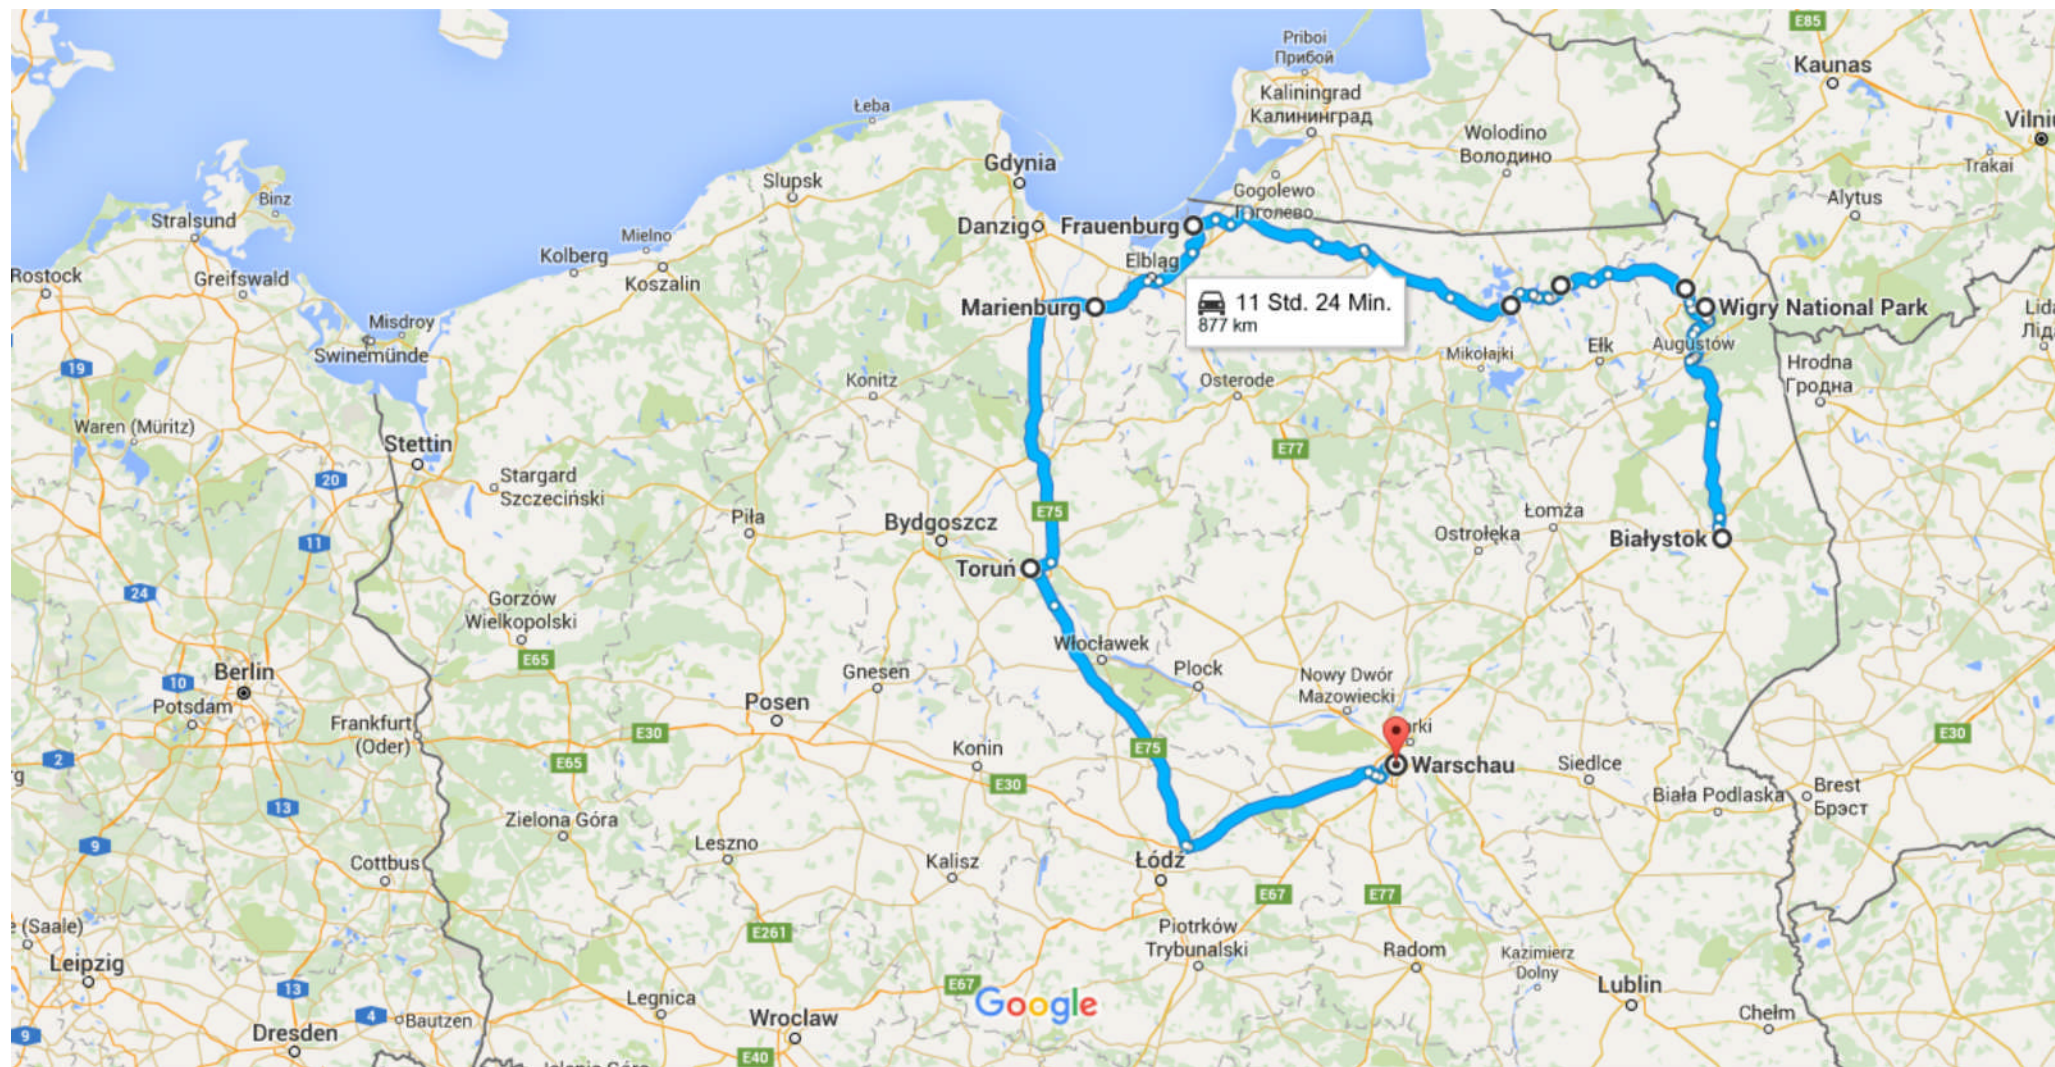 E85
Priboi
Прибой
Kaunas
Kaliningrad
Калининград
Łeba
Wolodino
Володино
Vilniu
Trakai
Gdynia
Slupsk
Binz
Stralsund
Gogolewo
Гоголево
Alytus
Danzig
Frauenburg
Mielno
Kolberg
Koszalin
Elbląg
Rostock
Greifswald
Marienburg
11 Std. 24 Min.
877 km
Wigry National Park
Lida
Misdroy
Swinemünde
Augustów
Ełk
Mikołajki
Hrodna
Гродна
19
Konitz
Osterode
Waren (Müritz)
Stettin
E77
20
Stargard
Szczeciński
E75
Piła
Bydgoszcz
Łomża
Ostrołęka
Białystok
11
Toruń
24
Gorzów
Wielkopolski
Włocławek
E65
Berlin
10
Potsdam
Gnesen
Plock
Nowy Dwór
Mazowiecki
Posen
Frankfurt
(Oder)
E30
E75
Konin
E30
2
E65
E30
Warschau
Siedlce
Brest
Брэст
Biała Podlaska
13
Zielona Góra
9
Leszno
Kalisz
Łódź
Cottbus
E67
E77
E261
Piotrków
Trybunalski
Radom
Kazimierz
Dolny
e (Saale)
Leipzig
13
Legnica
E67
Google
Lublin
Chełm
4
Bautzen
Wroclaw
9
Dresden
E40